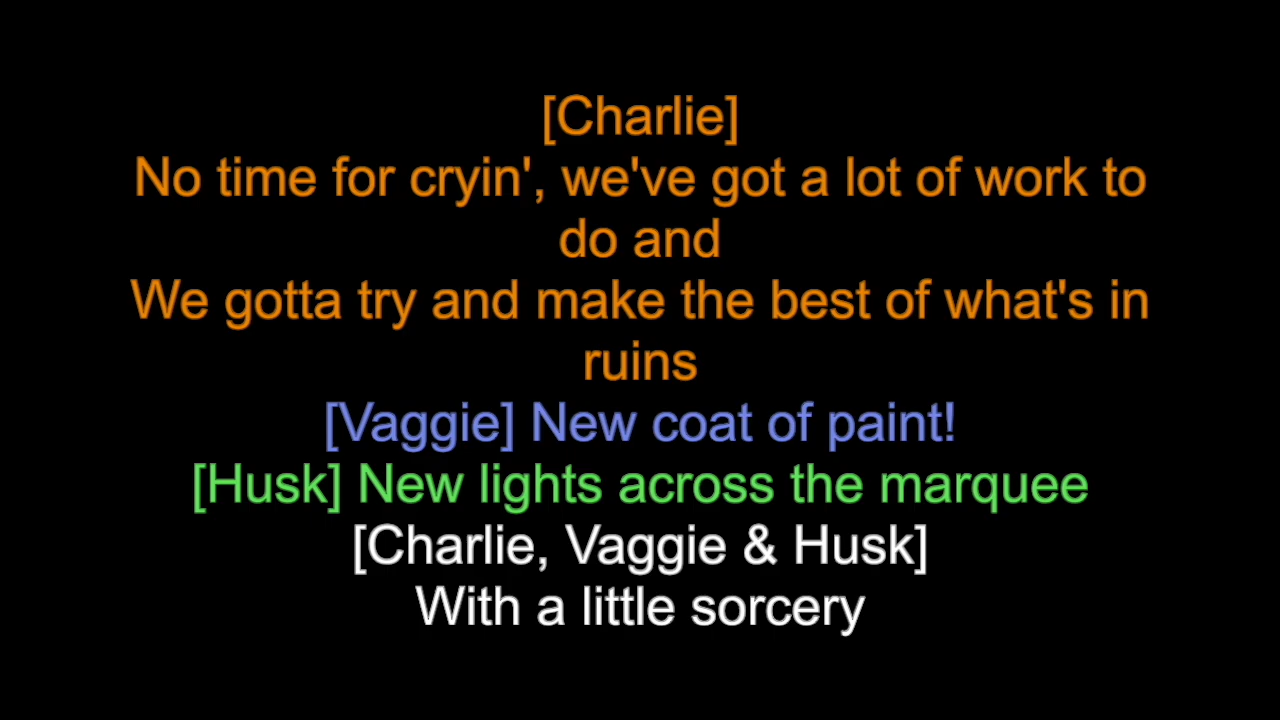 [Charlie]
No time for cryin', we've got a lot of work to
do and
We gotta try and make the best of what's in
ruins
[Vaggie] New coat of paint!
[Husk] New lights across the marquee
[Charlie, Vaggie & Husk]
With a little sorcery